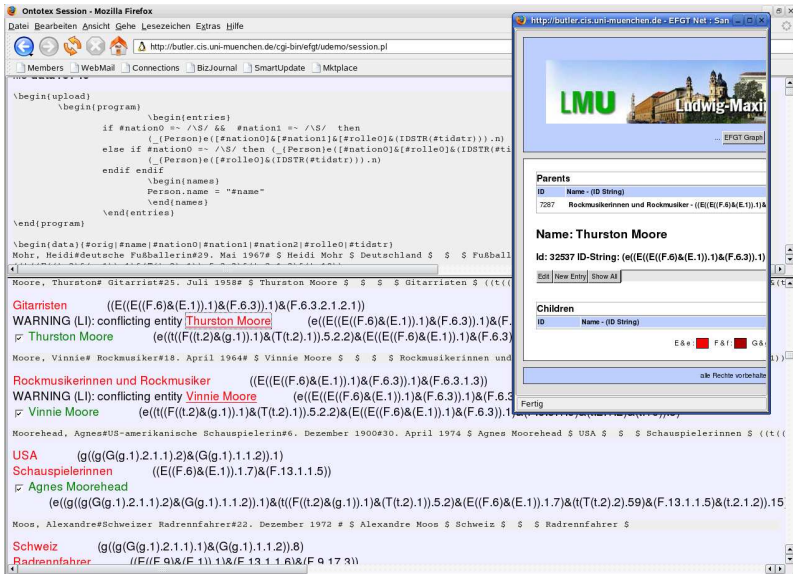 Ontotex Session - Mozilla Firefox
Datei Bearbeiten Ansicht Gehe Lesezeichen Extras Hilfe
http://butler.cis.uni-muenchen.de/cgi-bin/efgt/udemo/session.pl
Members WebMail Connections BizJournal SmartUpdate Mktplace
\begin{upload}
\begin{program}
\begin{entries}
if #nation0 =~ /\S/ && #nation1 =~ /\S/ then
(_(Person)e([#nation0]&[#nation1]&[#rolle0]&(IDSTR(#tidstr))).n)
else if #nation0 =~ /\S/ then (_(Person)e([#nation0]&[#rolle0]&(IDSTR(#ti
(_(Person)e([#rolle0]&(IDSTR(#tidstr)).n)
endif endif
\begin{names}
Person.name = "#name"
\end{names}
\end{entries}
\end{program}
\begin{data}{#orig|#name|#nation0|#nation1|#nation2|#rolle0|#tidstr}
Mohr, Heidi#deutsche Fußballerin#29. Mai 1967# $ Heidi Mohr $ Deutschland $ $ $ Fußball
Moore, Thurston# Gitarrist#25. Juli 1958# $ Thurston Moore $ $ $ $ Gitarristen $ ((t((
Gitarristen ((E((E((F.6)&(E.1)).1)&(F.6.3)).1)&(F.6.3.2.1.2.1))
WARNING (LI): conflicting entity Thurston Moore (e((E((E((F.6)&(E.1)).1)&(F.6.3)).1)&(F.
Thurston Moore (e((t((F((t.2)&(g.1)).1)&(T(t.2).1)).5.2.2)&(E((E((F.6)&(E.1)).1)&(F.6.3)
Moore, Vinnie# Rockmusiker#18. April 1964# $ Vinnie Moore $ $ $ $ Rockmusikerinnen und
Rockmusikerinnen und Rockmusiker ((E((E((F.6)&(E.1)).1)&(F.6.3)).1)&(F.6.3.1.3))
WARNING (LI): conflicting entity Vinnie Moore (e((E((E((F.6)&(E.1)).1)&(F.6.3)).1)&(F.6.3
Vinnie Moore (e((t((F((t.2)&(g.1)).1)&(T(t.2).1)).5.2.2)&(E((E((F.6)&(E.1)).1)&(F.6.3)).1)
Moorehead, Agnes#US-amerikanische Schauspielerin#6. Dezember 1900#30. April 1974 $ Agnes Moorehead $ USA $ $ $ Schauspielerinnen $ ((t((
USA (g((g(G(g.1).2.1.1).2)&(G(g.1).1.1.2)).1)
Schauspielerinnen ((E((F.6)&(E.1)).1.7)&(F.13.1.1.5))
Agnes Moorehead
(e((g((g(G(g.1).2.1.1).2)&(G(g.1).1.1.2)).1)&(t((F((t.2)&(g.1)).1)&(T(t.2).1)).5.2)&(E((F.6)&(E.1)).1.7)&(t(T(t.2).2).59)&(F.13.1.1.5)&(t.2.1.2)).15
Moos, Alexandre#Schweizer Radrennfahrer#22. Dezember 1972 # $ Alexandre Moos $ Schweiz $ $ $ Radrennfahrer $
Schweiz (g((g(G(g.1).2.1.1).1)&(G(g.1).1.1.2)).8)
Radrennfahrer ((E((F.9)&(E.1)).1)&(F.13.1.1.6)&(F.9.17.3))
http://butler.cis.uni-muenchen.de - EFGT Net : San
LMU Ludwig-Maxi
... EFGT Graph
Parents
ID Name - (ID String)
7287 Rockmusikerinnen und Rockmusiker - ((E((E((F.6)&(E.1)).1)&
Name: Thurston Moore
Id: 32537 ID-String: (e((E((E((F.6)&(E.1)).1)&(F.6.3)).1)
Edit New Entry Show All
Children
ID Name - (ID String)
E & e : F & f : G &
alle Rechte vorbehalte
Fertig